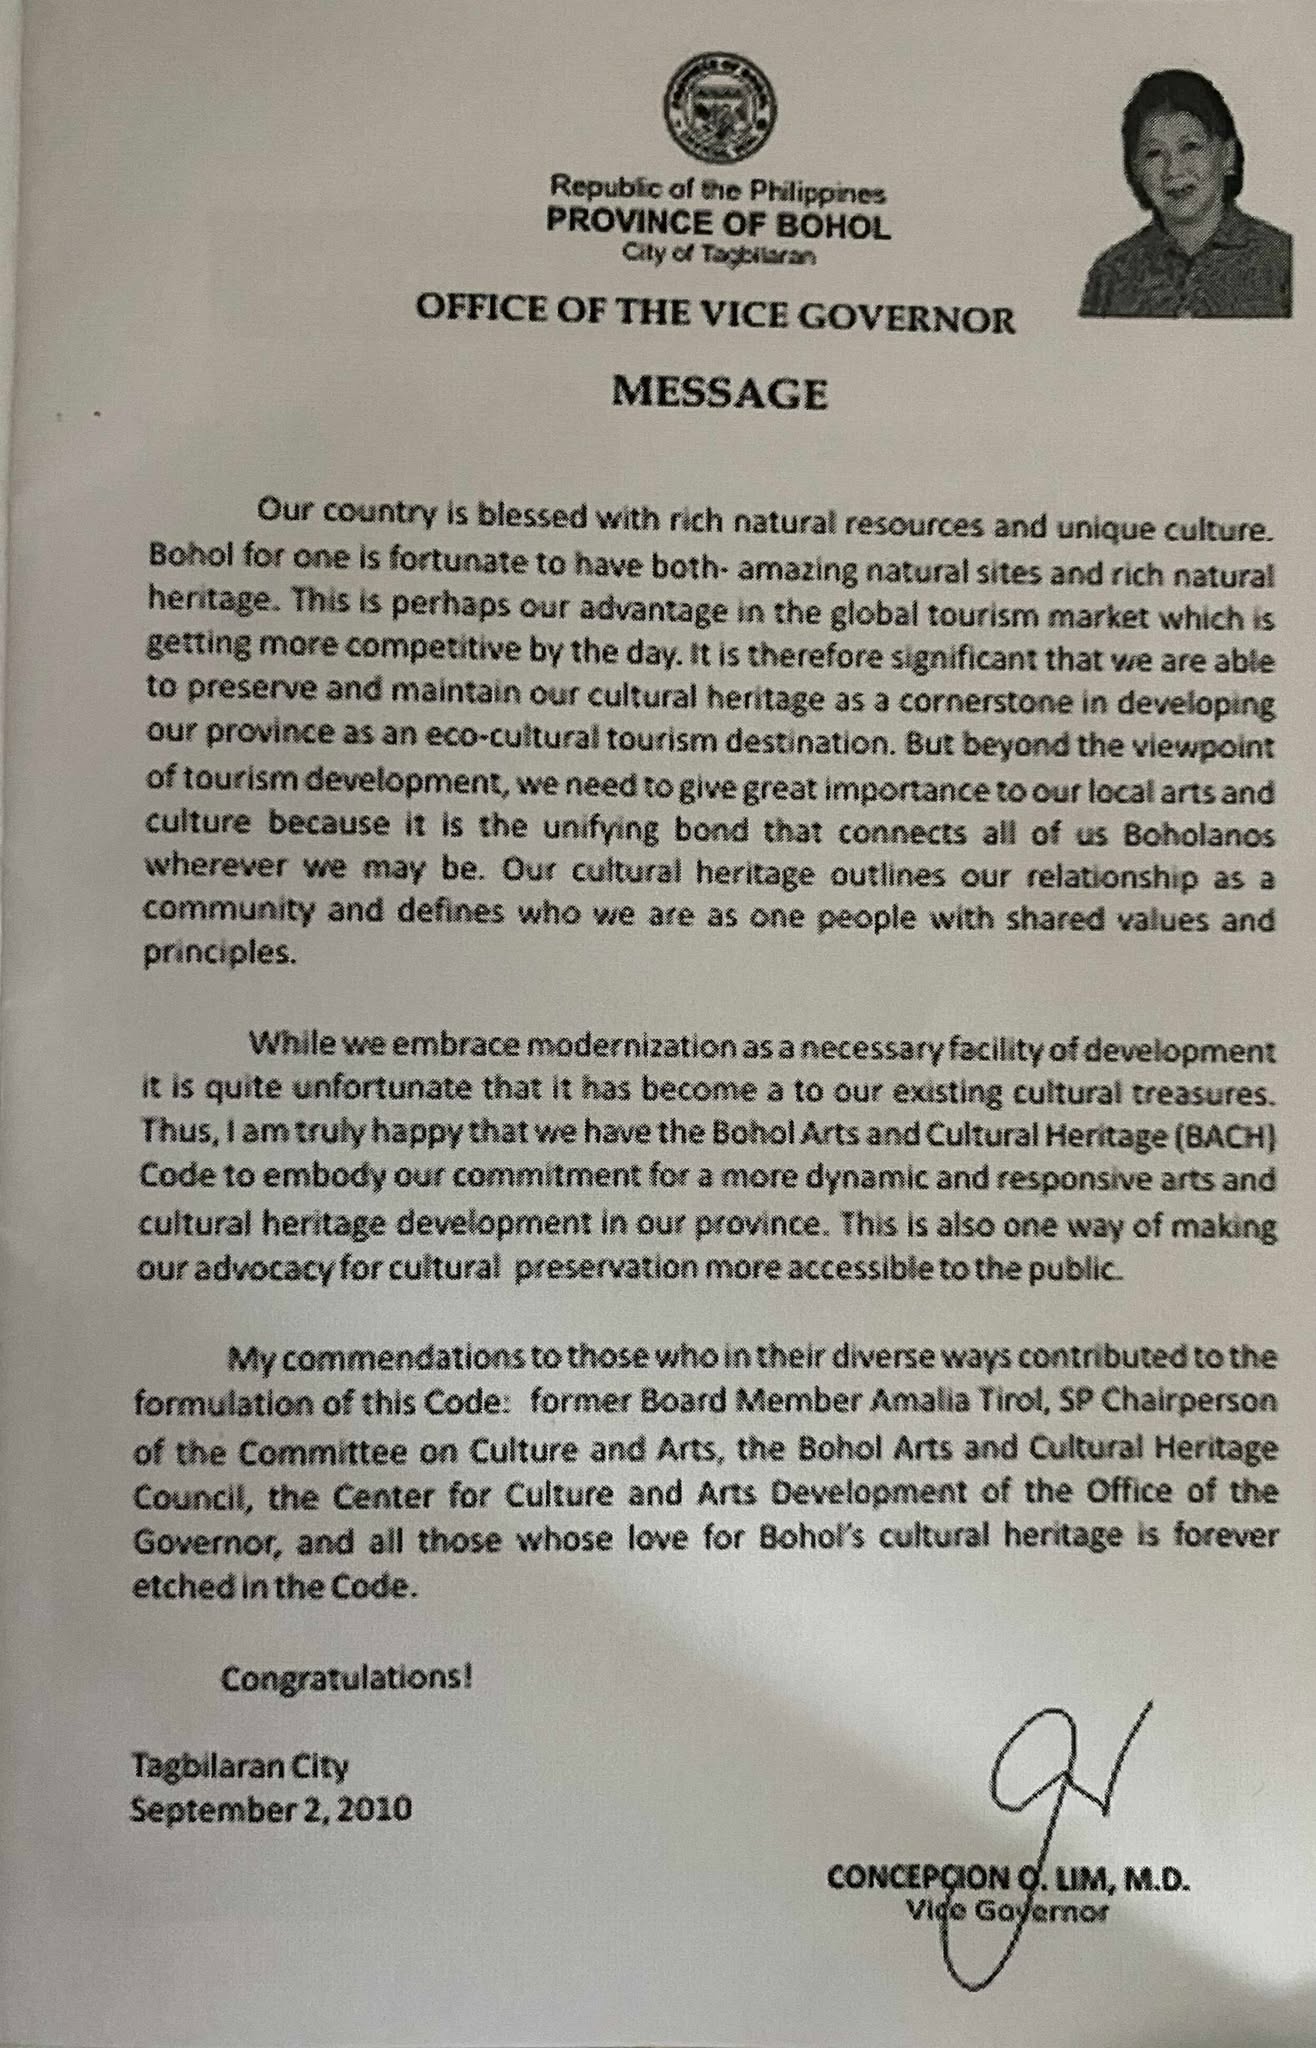 PROVINCE OF BOHOL
Republic of the Philippines
PROVINCE OF BOHOL
City of Tagbilaran
OFFICE OF THE VICE GOVERNOR
MESSAGE
Our country is blessed with rich natural resources and unique culture.
Bohol for one is fortunate to have both- amazing natural sites and rich natural
heritage. This is perhaps our advantage in the global tourism market which is
getting more competitive by the day. It is therefore significant that we are able
to preserve and maintain our cultural heritage as a cornerstone in developing
our province as an eco-cultural tourism destination. But beyond the viewpoint
of tourism development, we need to give great importance to our local arts and
culture because it is the unifying bond that connects all of us Boholanos
wherever we may be. Our cultural heritage outlines our relationship as a
community and defines who we are as one people with shared values and
principles.
While we embrace modernization as a necessary facility of development
it is quite unfortunate that it has become a to our existing cultural treasures.
Thus, I am truly happy that we have the Bohol Arts and Cultural Heritage (BACH)
Code to embody our commitment for a more dynamic and responsive arts and
cultural heritage development in our province. This is also one way of making
our advocacy for cultural preservation more accessible to the public.
My commendations to those who in their diverse ways contributed to the
formulation of this Code: former Board Member Amalia Tirol, SP Chairperson
of the Committee on Culture and Arts, the Bohol Arts and Cultural Heritage
Council, the Center for Culture and Arts Development of the Office of the
Governor, and all those whose love for Bohol's cultural heritage is forever
etched in the Code.
Congratulations!
Tagbilaran City
September 2, 2010
CONCEPCION O. LIM, M.D.
Vice Governor